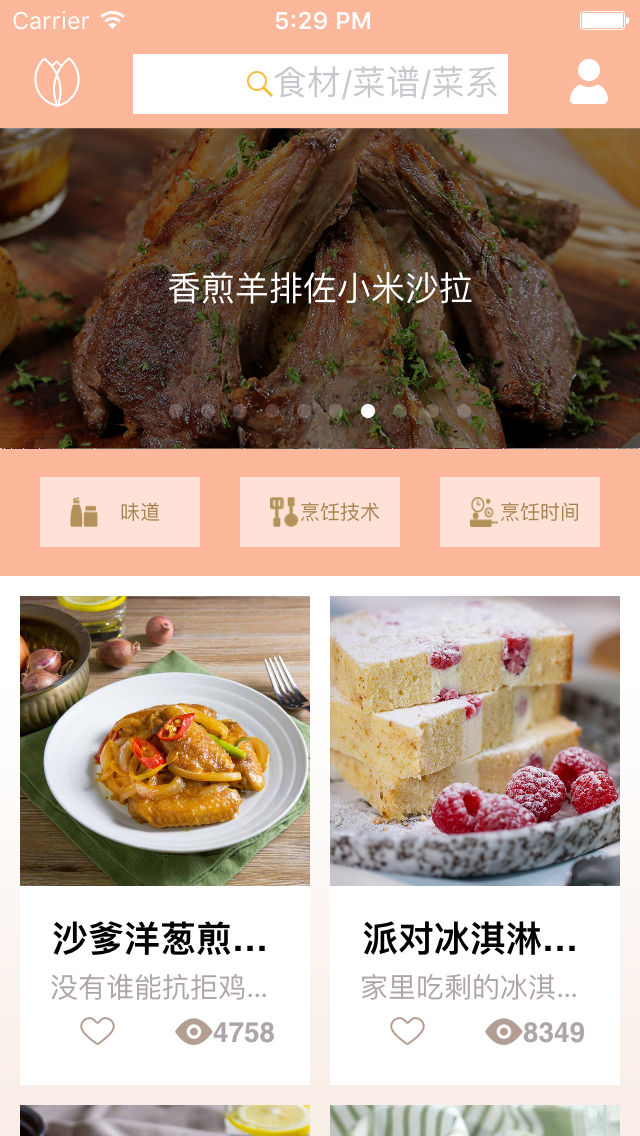 Carrier 5:29 PM
食材/菜谱/菜系
香煎羊排佐小米沙拉
味道 烹饪技术 烹饪时间
沙爹洋葱煎... 派对冰淇淋...
没有谁能抗拒鸡... 家里吃剩的冰淇...
4758 8349